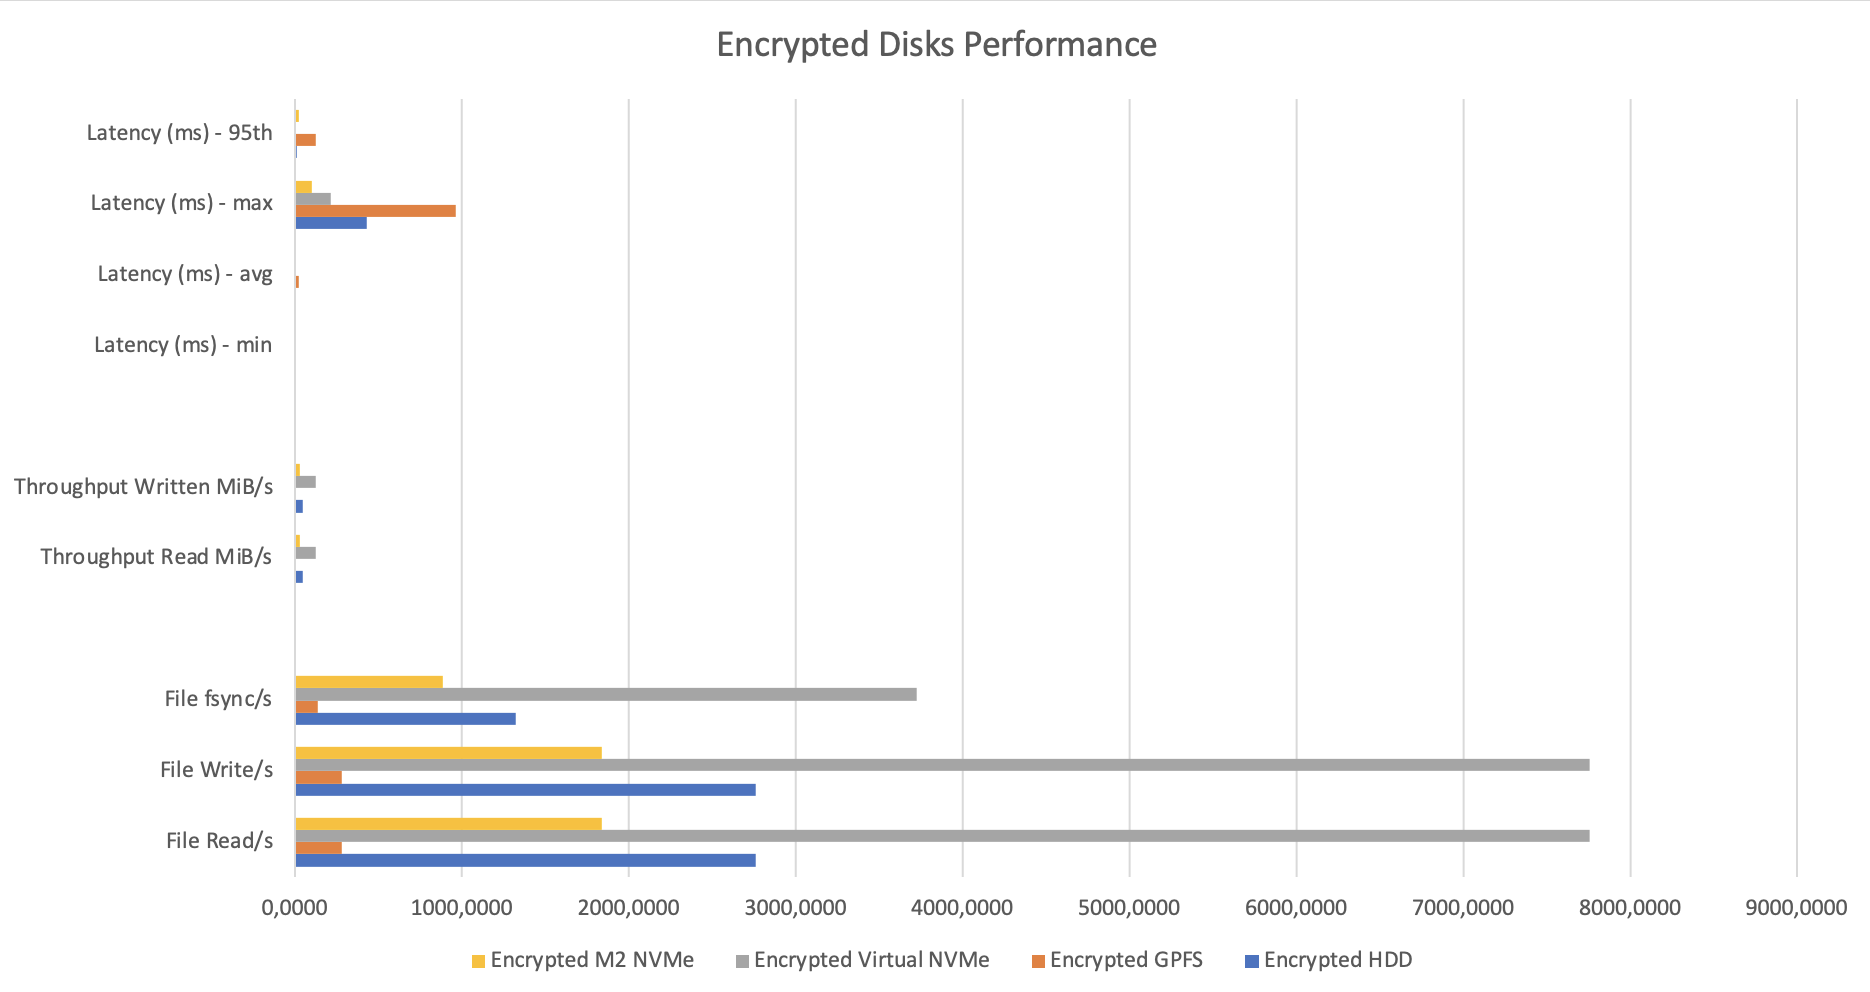 Encrypted Disks Performance
Latency (ms) - 95th
Latency (ms) - max
Latency (ms) - avg
Latency (ms) - min
Throughput Written MiB/s
Throughput Read MiB/s
File fsync/s
File Write/s
File Read/s
0,0000 1000,0000 2000,0000 3000,0000 4000,0000 5000,0000 6000,0000 7000,0000 8000,0000 9000,0000
Encrypted M2 NVMe Encrypted Virtual NVMe Encrypted GPFS Encrypted HDD